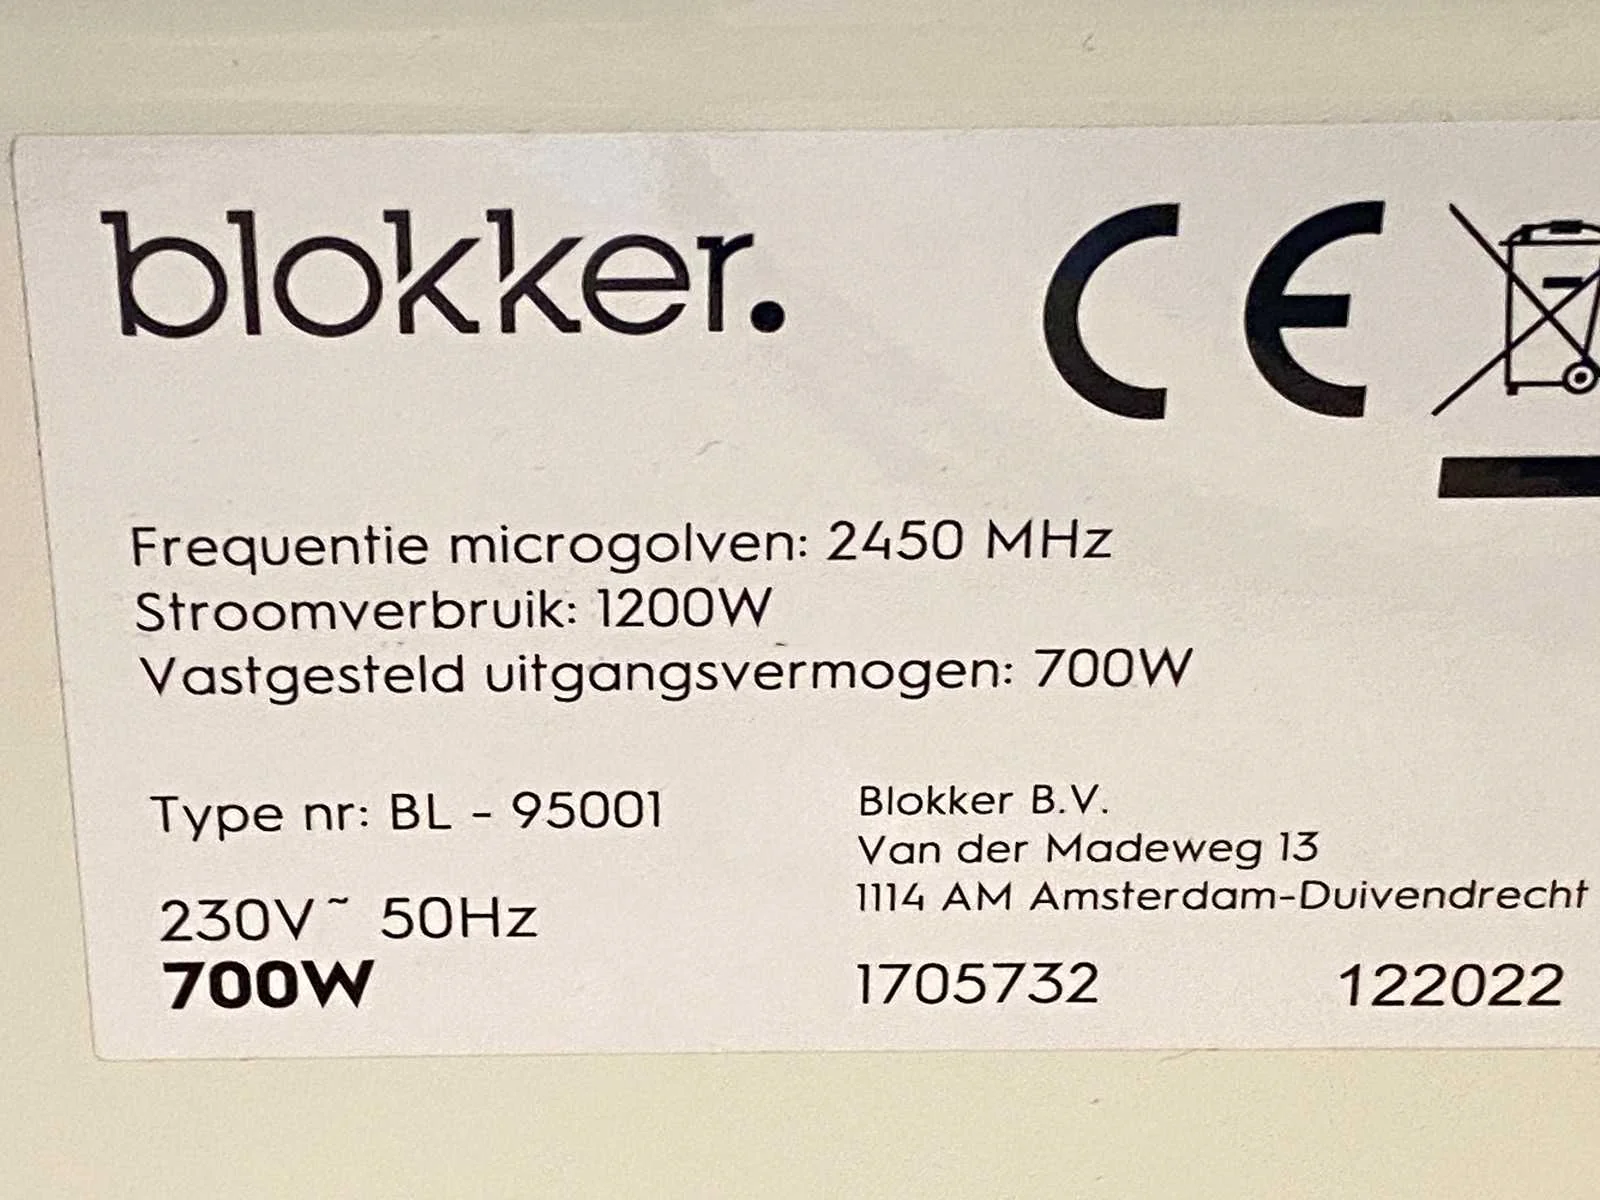 blokker.
CE
Frequentie microgolven: 2450 MHz
Stroomverbruik: 1200W
Vastgesteld uitgangsvermogen: 700W
Type nr: BL - 95001
230V~ 50Hz
700W
Blokker B.V.
Van der Madeweg 13
1114 AM Amsterdam-Duivendrecht
1705732 122022